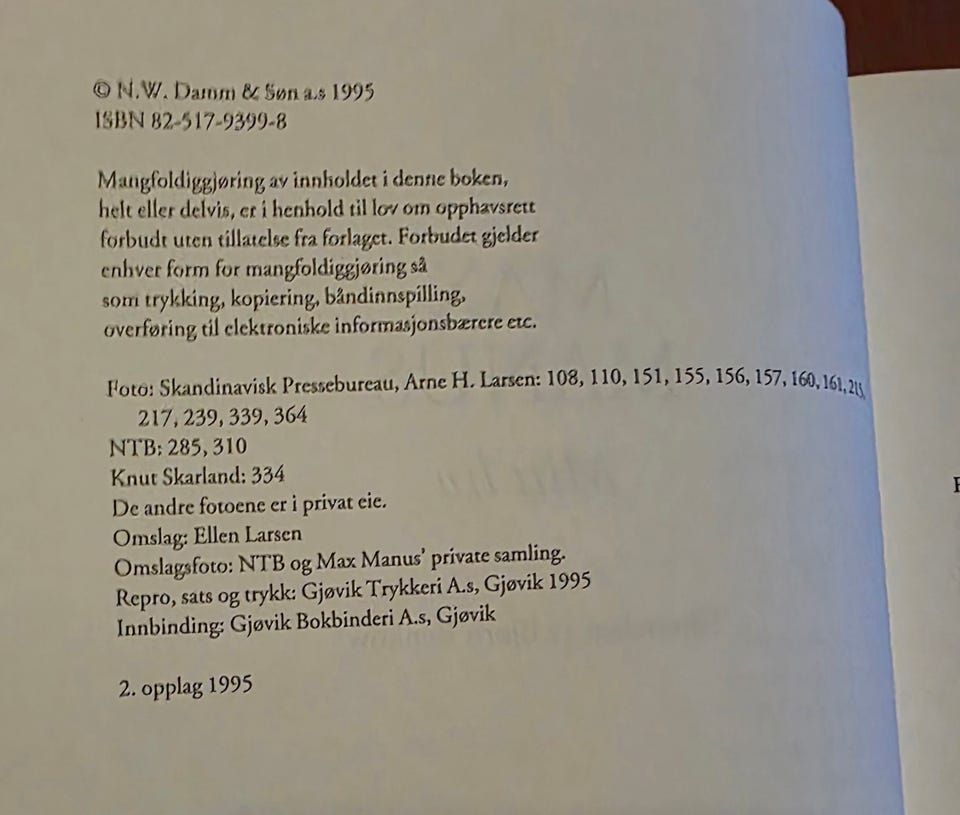 © N.W. Damm & Søn a.s 1995
ISBN 82-517-9399-8
Mangfoldiggjøring av innholdet i denne boken,
helt eller delvis, er i henhold til lov om opphavsrett
forbudt uten tillatelse fra forlaget. Forbudet gjelder
enhver form for mangfoldiggjøring så
som trykking, kopiering, båndinnspilling,
overføring til elektroniske informasjonsbærere etc.
Foto: Skandinavisk Pressebureau, Arne H. Larsen: 108, 110, 151, 155, 156, 157, 160, 161, 215,
217, 239, 339, 364
NTB: 285, 310
Knut Skarland: 334
De andre fotoene er i privat eie.
Omslag: Ellen Larsen
Omslagsfoto: NTB og Max Manus’ private samling.
Repro, sats og trykk: Gjøvik Trykkeri A.s, Gjøvik 1995
Innbinding: Gjøvik Bokbinderi A.s, Gjøvik
2. opplag 1995